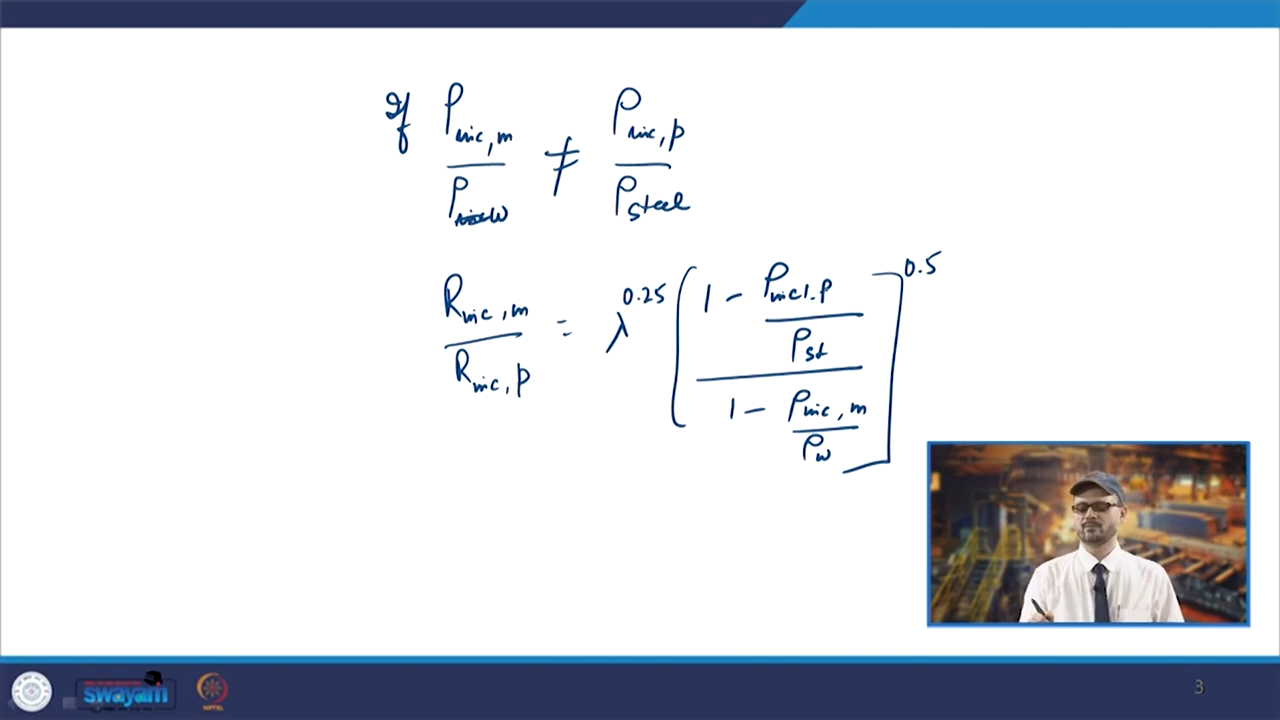 If ρinc,m / ρw ≠ ρinc,p / ρsteel
Rinc,m / Rinc,p = λ^0.25 [ (1 - ρincl.p / ρst) / (1 - ρinc,m / ρw) ]^0.5
swayam
NPTEL
3